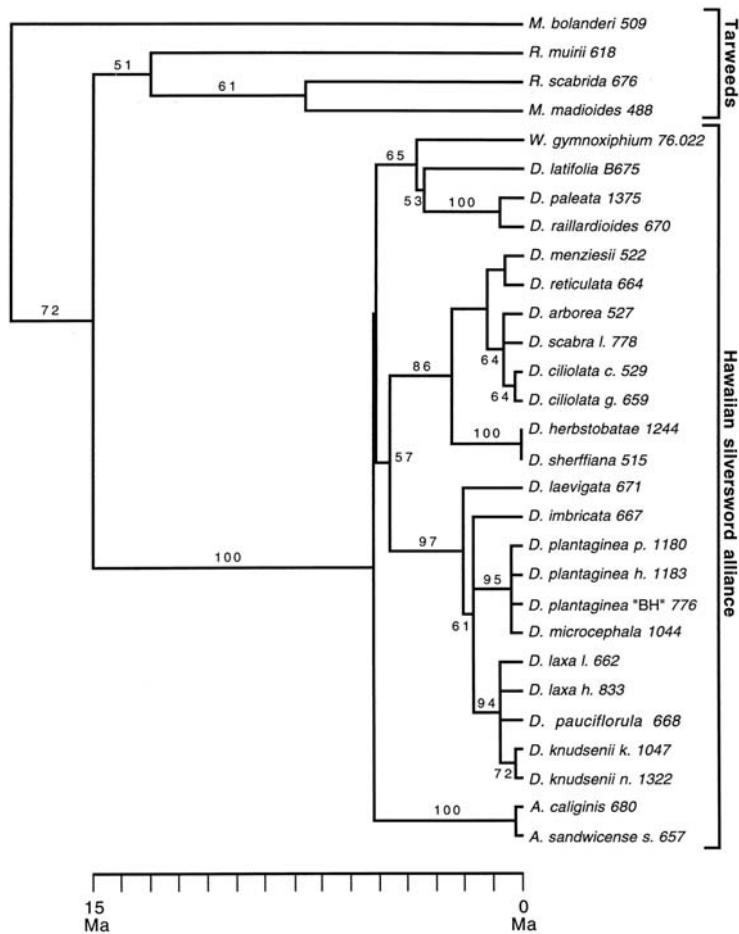 M. bolanderi 509
51
R. muirii 618
61
R. scabrida 676
M. madioides 488
Tarweeds
W. gymnoxiphium 76.022
65
D. latifolia B675
53
100
D. paleata 1375
D. raillardioides 670
D. menziesii 522
D. reticulata 664
72
D. arborea 527
D. scabra l. 778
64
86
D. ciliolata c. 529
64
D. ciliolata g. 659
100
D. herbstobatae 1244
57
D. sherffiana 515
D. laevigata 671
D. imbricata 667
97
D. plantaginea p. 1180
100
95
D. plantaginea h. 1183
D. plantaginea "BH" 776
61
D. microcephala 1044
D. laxa l. 662
D. laxa h. 833
94
D. pauciflorula 668
D. knudsenii k. 1047
72
D. knudsenii n. 1322
A. caliginis 680
100
A. sandwicense s. 657
Hawaiian silversword alliance
15
Ma
0
Ma